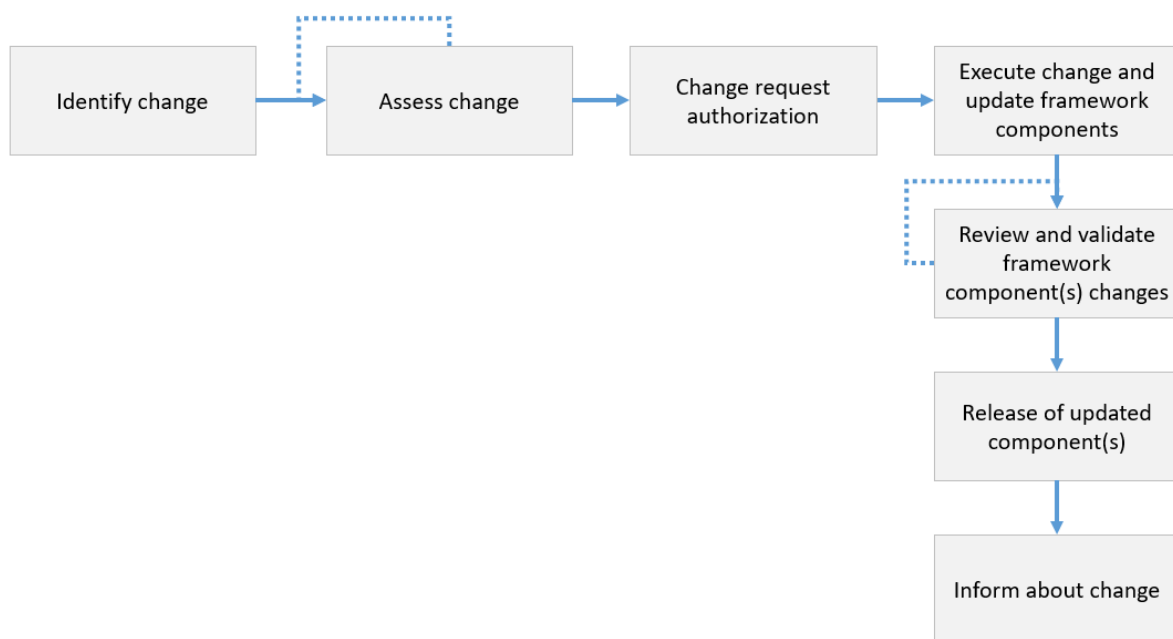 Identify change
Assess change
Change request
authorization
Execute change and
update framework
components
Review and validate
framework
component(s) changes
Release of updated
component(s)
Inform about change